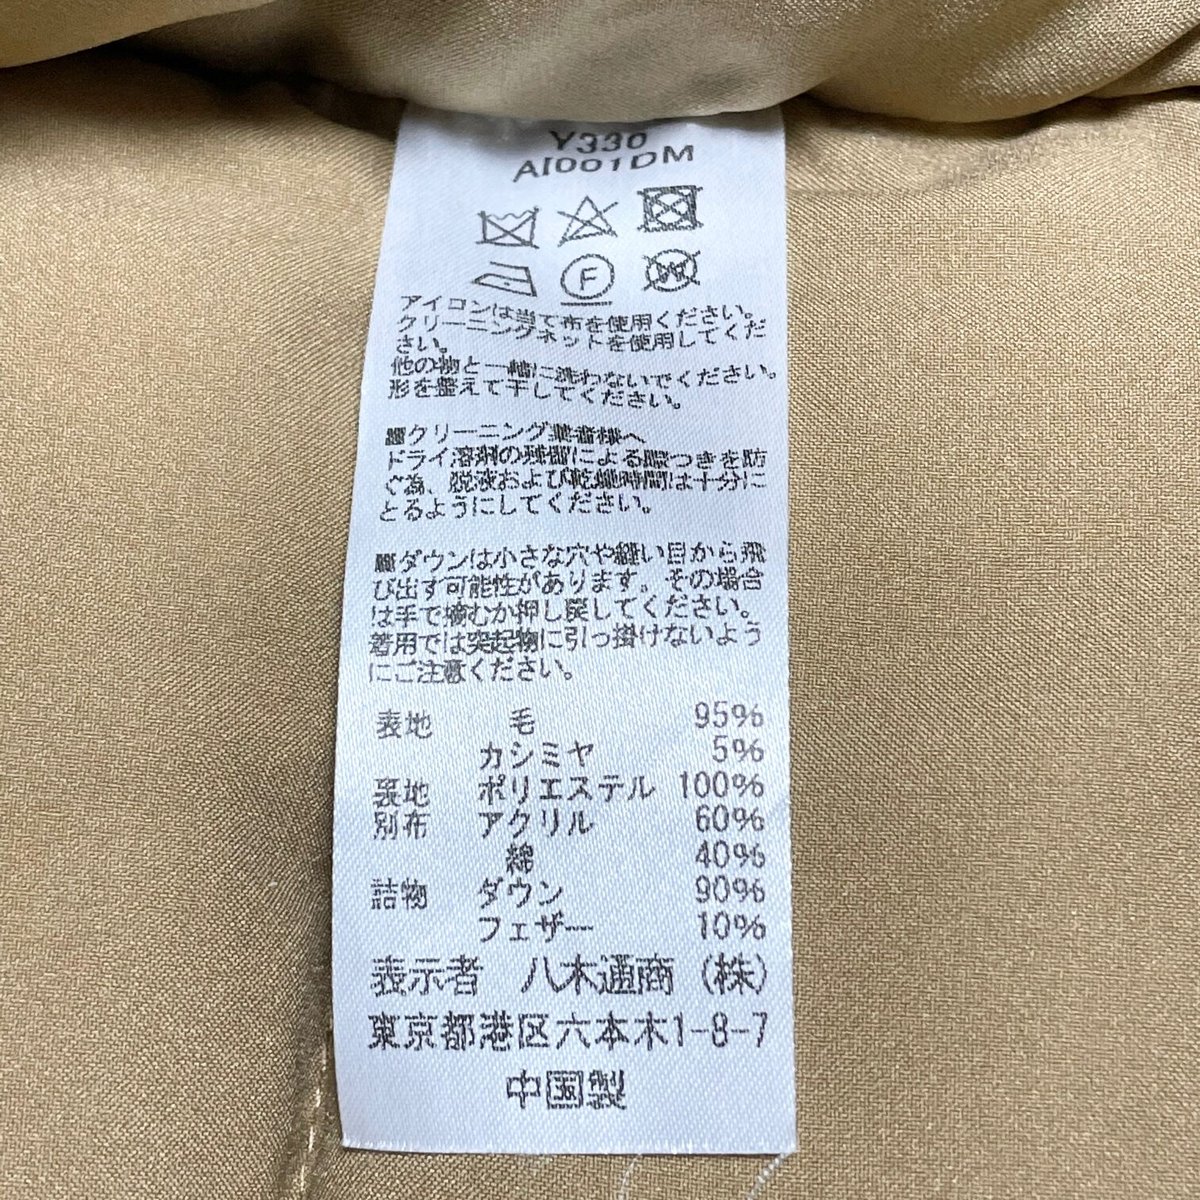 Y330
AI001DM
F
W
アイロンは当て布を使用ください。
クリーニングネットを使用してくだ
さい。
他の物と一緒に洗わないでください。
形を整えて干してください。
■クリーニング業者様へ
ドライ溶剤の残留による膜つきを防
ぐ為、脱液および乾燥時間は十分に
とるようにしてください。
■ダウンは小さな穴や縫い目から飛
び出す可能性があります。その場合
は手で摘むか押し戻してください。
着用では突起物に引っ掛けないよう
にご注意ください。
表地 毛 95%
カシミヤ 5%
裏地 ポリエステル 100%
別布 アクリル 60%
綿 40%
詰物 ダウン 90%
フェザー 10%
表示者 八木通商(株)
東京都港区六本木1-8-7
中国製